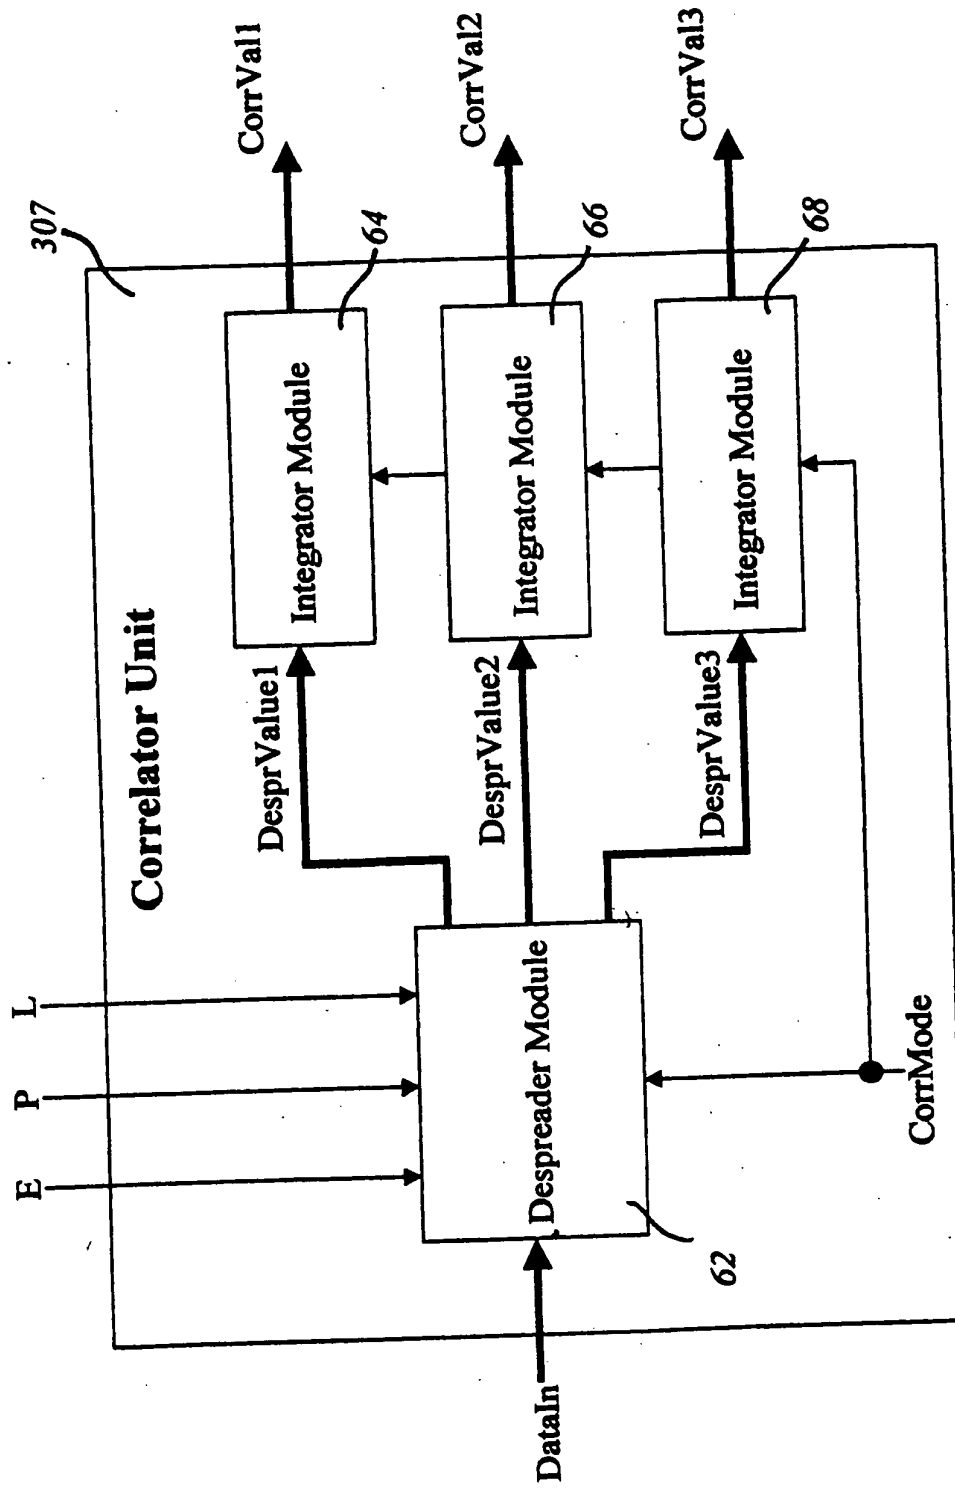 307
Correlator Unit
E
P
L
DataIn
Despreader Module
62
CorrMode
DesprValue1
DesprValue2
DesprValue3
Integrator Module
64
Integrator Module
66
Integrator Module
68
CorrVal1
CorrVal2
CorrVal3